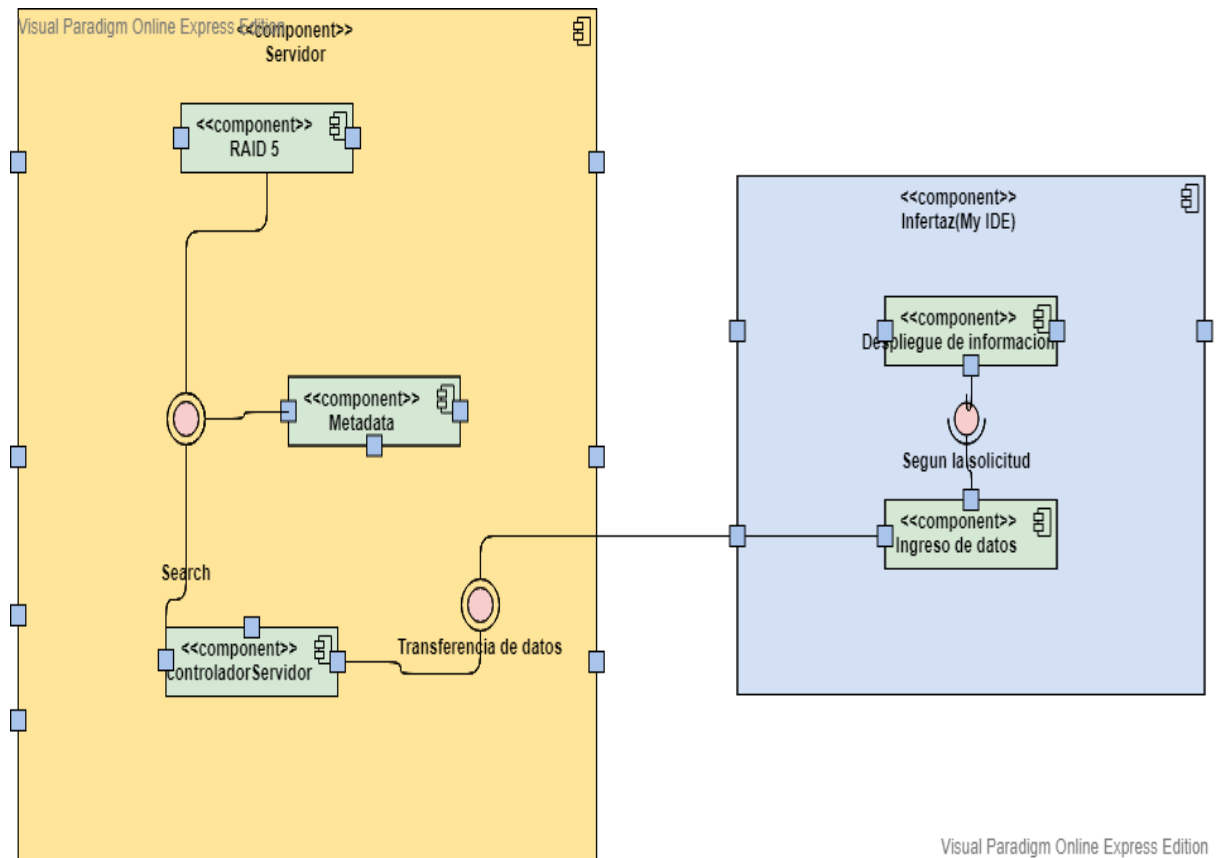 Visual Paradigm Online Express Edition
<<component>>
Servidor
<<component>>
RAID 5
<<component>>
Infertaz(My IDE)
<<component>>
Despliegue de informacion
<<component>>
Metadata
Segun la solicitud
<<component>>
Ingreso de datos
Search
Transferencia de datos
<<component>>
controladorServidor
Visual Paradigm Online Express Edition